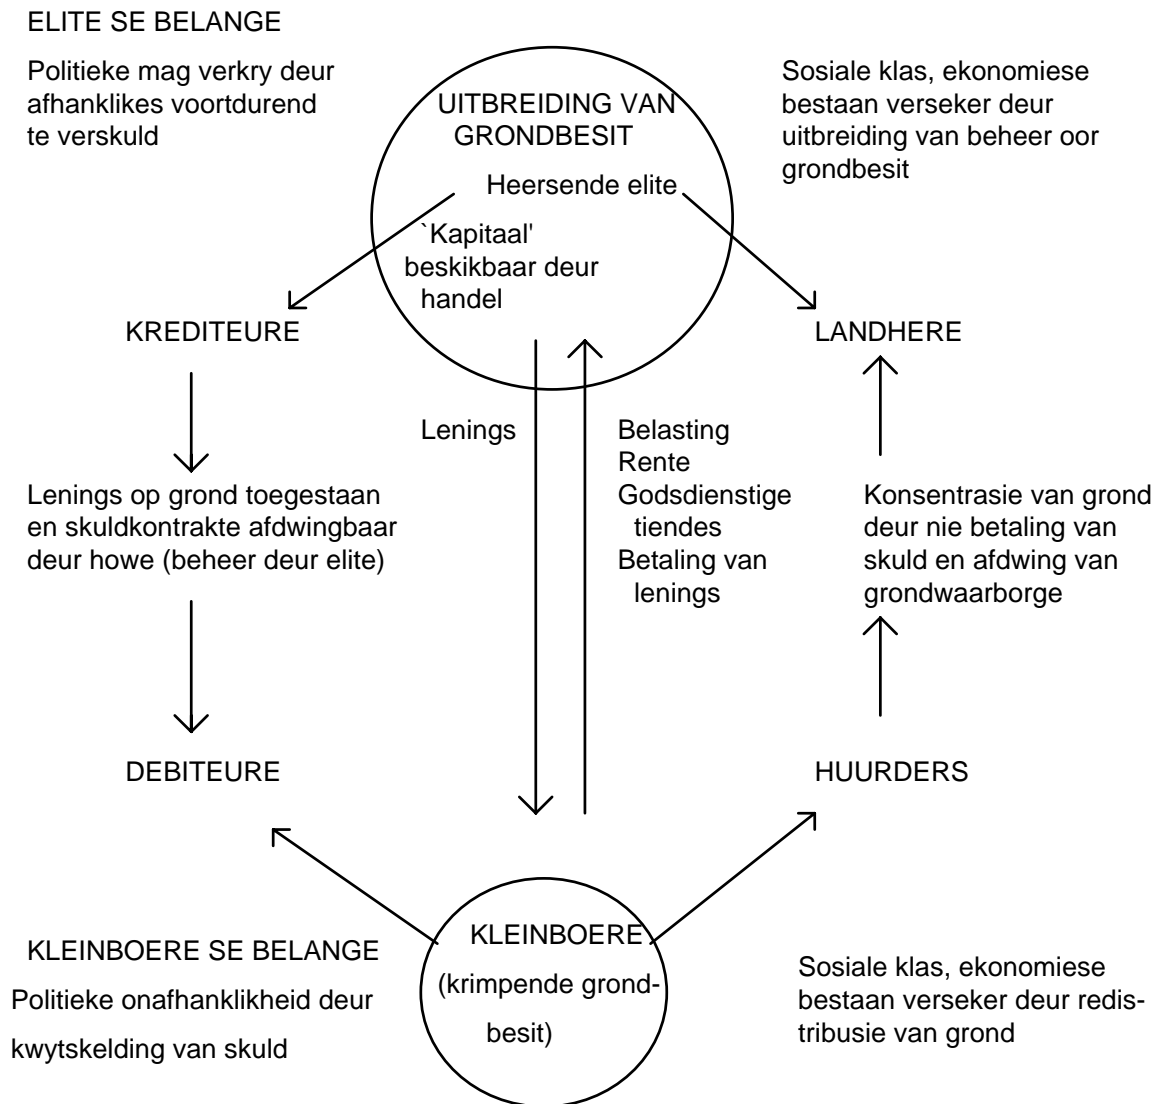 ELITE SE BELANGE
Politieke mag verkry deur
afhanklikes voortdurend
te verskuld
UITBREIDING VAN
GRONDBESIT
Heersende elite
`Kapitaal'
beskikbaar deur
handel
Sosiale klas, ekonomiese
bestaan verseker deur
uitbreiding van beheer oor
grondbesit
KREDITEURE
LANDHERE
Lenings
Belasting
Rente
Godsdienstige
tiendes
Betaling van
lenings
Lenings op grond toegestaan
en skuldkontrakte afdwingbaar
deur howe (beheer deur elite)
Konsentrasie van grond
deur nie betaling van
skuld en afdwing van
grondwaarborge
DEBITEURE
HUURDERS
KLEINBOERE SE BELANGE
Politieke onafhanklikheid deur
kwytskelding van skuld
KLEINBOERE
(krimpende grond-
besit)
Sosiale klas, ekonomiese
bestaan verseker deur redis-
tribusie van grond